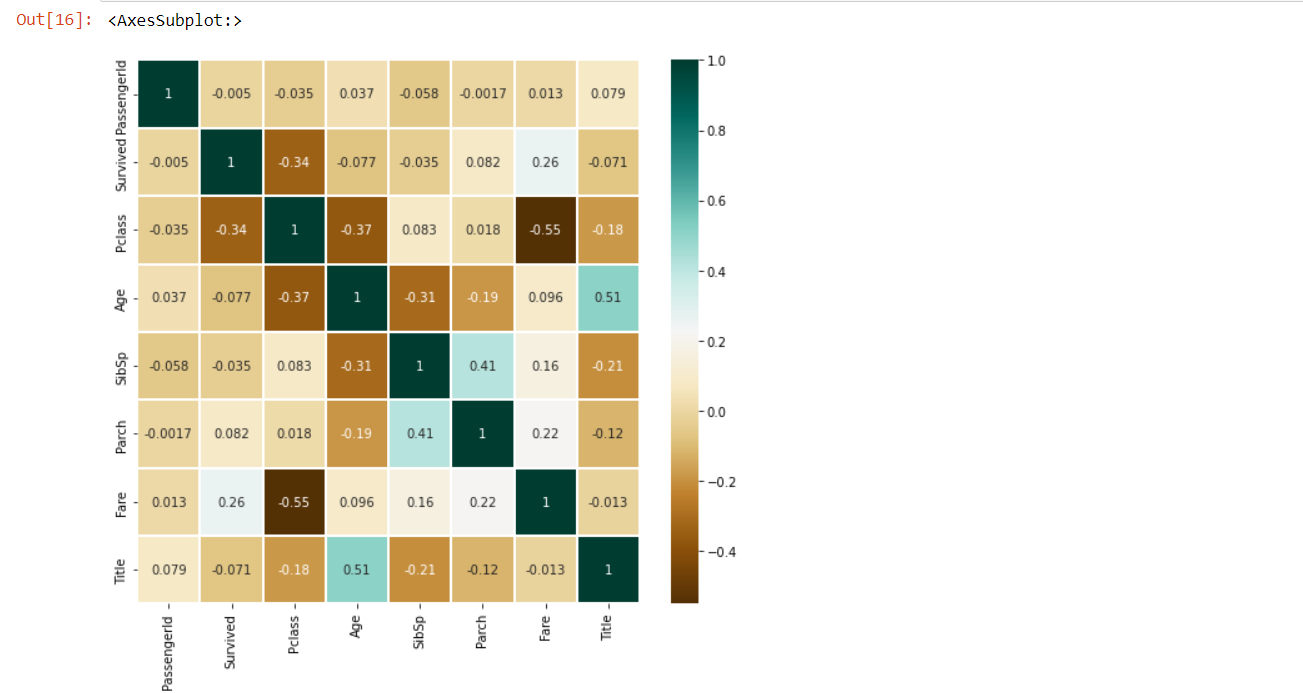 Out[16]: <AxesSubplot:>
PassengerId 1 -0.005 -0.035 0.037 -0.058 -0.0017 0.013 0.079
Survived -0.005 1 -0.34 -0.077 -0.035 0.082 0.26 -0.071
Pclass -0.035 -0.34 1 -0.37 0.083 0.018 -0.55 -0.18
Age 0.037 -0.077 -0.37 1 -0.31 -0.19 0.096 0.51
SibSp -0.058 -0.035 0.083 -0.31 1 0.41 0.16 -0.21
Parch -0.0017 0.082 0.018 -0.19 0.41 1 0.22 -0.12
Fare 0.013 0.26 -0.55 0.096 0.16 0.22 1 -0.013
Title 0.079 -0.071 -0.18 0.51 -0.21 -0.12 -0.013 1
PassengerId Survived Pclass Age SibSp Parch Fare Title
1.0
0.8
0.6
0.4
0.2
0.0
−0.2
−0.4